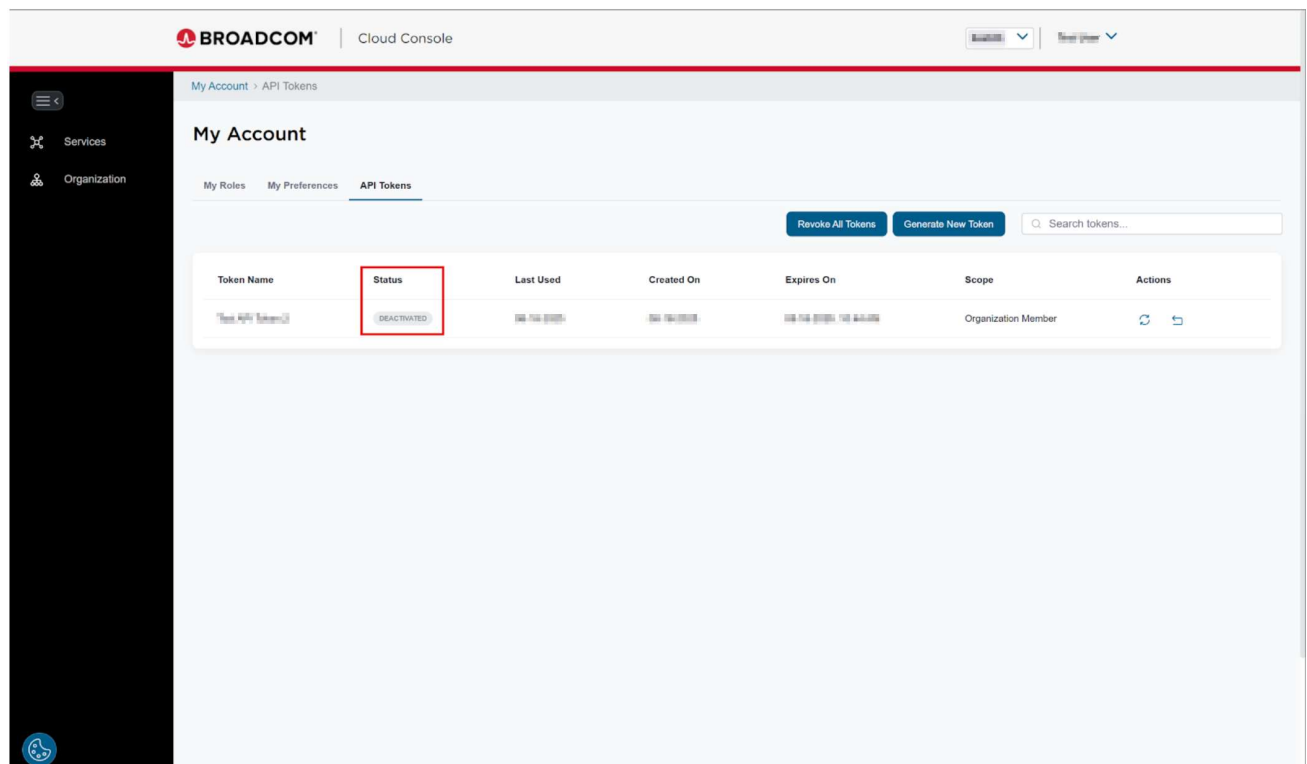 BROADCOM Cloud Console
My Account > API Tokens
My Account
Services
Organization
My Roles My Preferences API Tokens
Revoke All Tokens Generate New Token Search tokens...
Token Name Status Last Used Created On Expires On Scope Actions
DEACTIVATED Organization Member